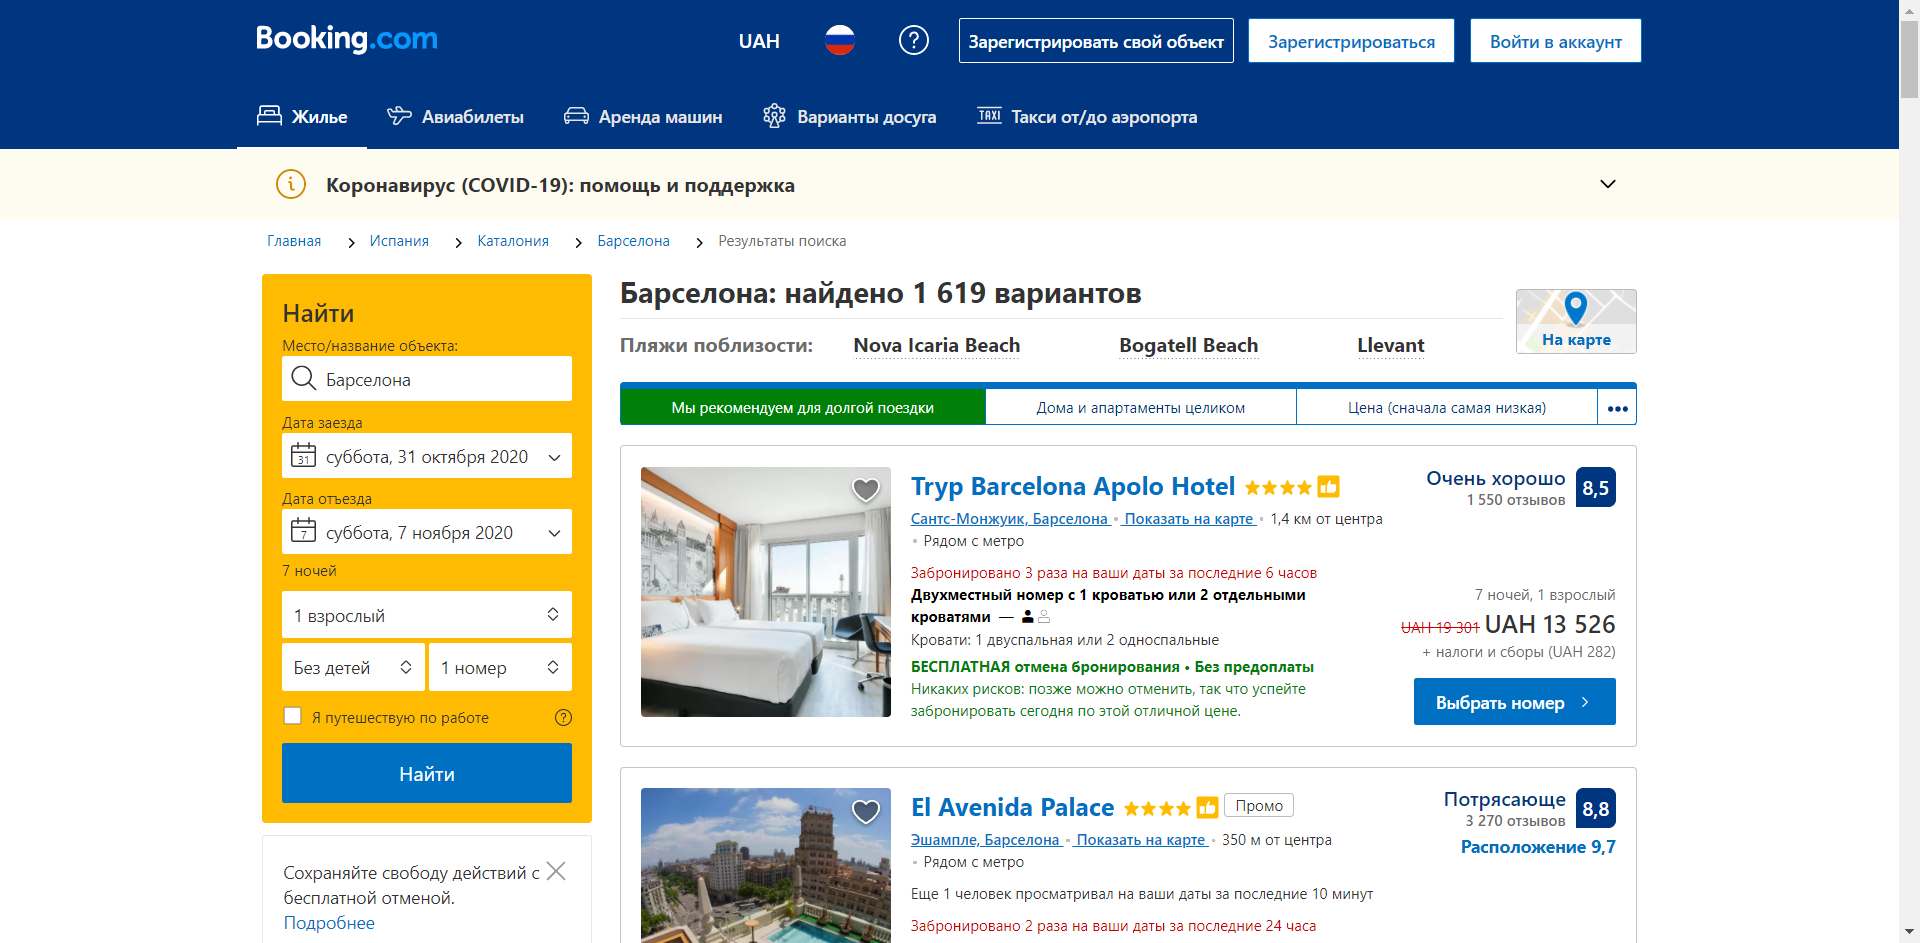 Booking.com
UAH
Зарегистрировать свой объект
Зарегистрироваться
Войти в аккаунт
Жилье
Авиабилеты
Аренда машин
Варианты досуга
TAXI Такси от/до аэропорта
Коронавирус (COVID-19): помощь и поддержка
Главная
Испания
Каталония
Барселона
Результаты поиска
Найти
Место/название объекта:
Барселона
Дата заезда
31 суббота, 31 октября 2020
Дата отъезда
7 суббота, 7 ноября 2020
7 ночей
1 взрослый
Без детей
1 номер
Я путешествую по работе
Найти
Сохраняйте свободу действий с
бесплатной отменой.
Подробнее
Барселона: найдено 1 619 вариантов
Пляжи поблизости: Nova Icaria Beach Bogatell Beach Llevant
На карте
Мы рекомендуем для долгой поездки
Дома и апартаменты целиком
Цена (сначала самая низкая)
•••
Tryp Barcelona Apolo Hotel
Сантс-Монжуик, Барселона • Показать на карте • 1,4 км от центра
• Рядом с метро
Забронировано 3 раза на ваши даты за последние 6 часов
Двухместный номер с 1 кроватью или 2 отдельными
кроватями —
Кровати: 1 двуспальная или 2 односпальные
БЕСПЛАТНАЯ отмена бронирования • Без предоплаты
Никаких рисков: позже можно отменить, так что успейте
забронировать сегодня по этой отличной цене.
Очень хорошо
1 550 отзывов
8,5
7 ночей, 1 взрослый
UAH 19 301 UAH 13 526
+ налоги и сборы (UAH 282)
Выбрать номер
El Avenida Palace
Промо
Эшампле, Барселона • Показать на карте • 350 м от центра
• Рядом с метро
Еще 1 человек просматривал на ваши даты за последние 10 минут
Забронировано 2 раза на ваши даты за последние 24 часа
Потрясающе
3 270 отзывов
8,8
Расположение 9,7